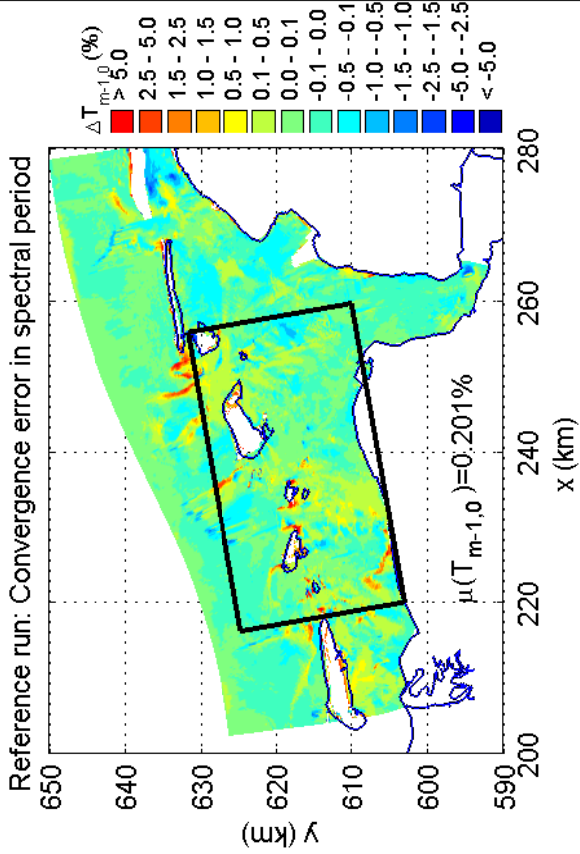 Reference run: Convergence error in spectral period
ΔT m-1,0 (%)
> 5.0
2.5 - 5.0
1.5 - 2.5
1.0 - 1.5
0.5 - 1.0
0.1 - 0.5
0.0 - 0.1
-0.1 - 0.0
-0.5 - -0.1
-1.0 - -0.5
-1.5 - -1.0
-2.5 - -1.5
-5.0 - -2.5
< -5.0
650
640
630
620
610
600
590
y (km)
μ(T m-1,0 )=0.201%
200
220
240
260
280
x (km)